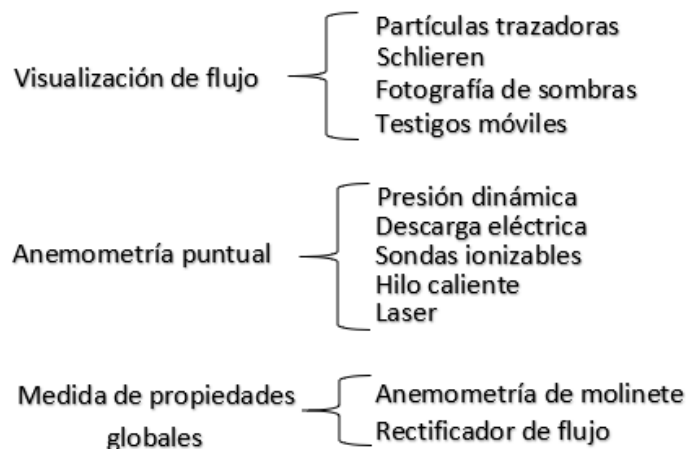 Visualización de flujo
Partículas trazadoras
Schlieren
Fotografía de sombras
Testigos móviles
Anemometría puntual
Presión dinámica
Descarga eléctrica
Sondas ionizables
Hilo caliente
Laser
Medida de propiedades
globales
Anemometría de molinete
Rectificador de flujo